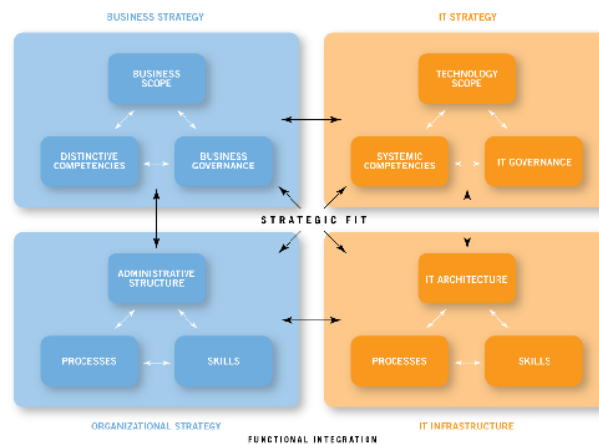 BUSINESS STRATEGY
IT STRATEGY
BUSINESS
SCOPE
TECHNOLOGY
SCOPE
DISTINCTIVE
COMPETENCIES
BUSINESS
GOVERNANCE
SYSTEMIC
COMPETENCIES
IT GOVERNANCE
STRATEGIC FIT
ADMINISTRATIVE
STRUCTURE
IT ARCHITECTURE
PROCESSES
SKILLS
PROCESSES
SKILLS
ORGANIZATIONAL STRATEGY
IT INFRASTRUCTURE
FUNCTIONAL INTEGRATION